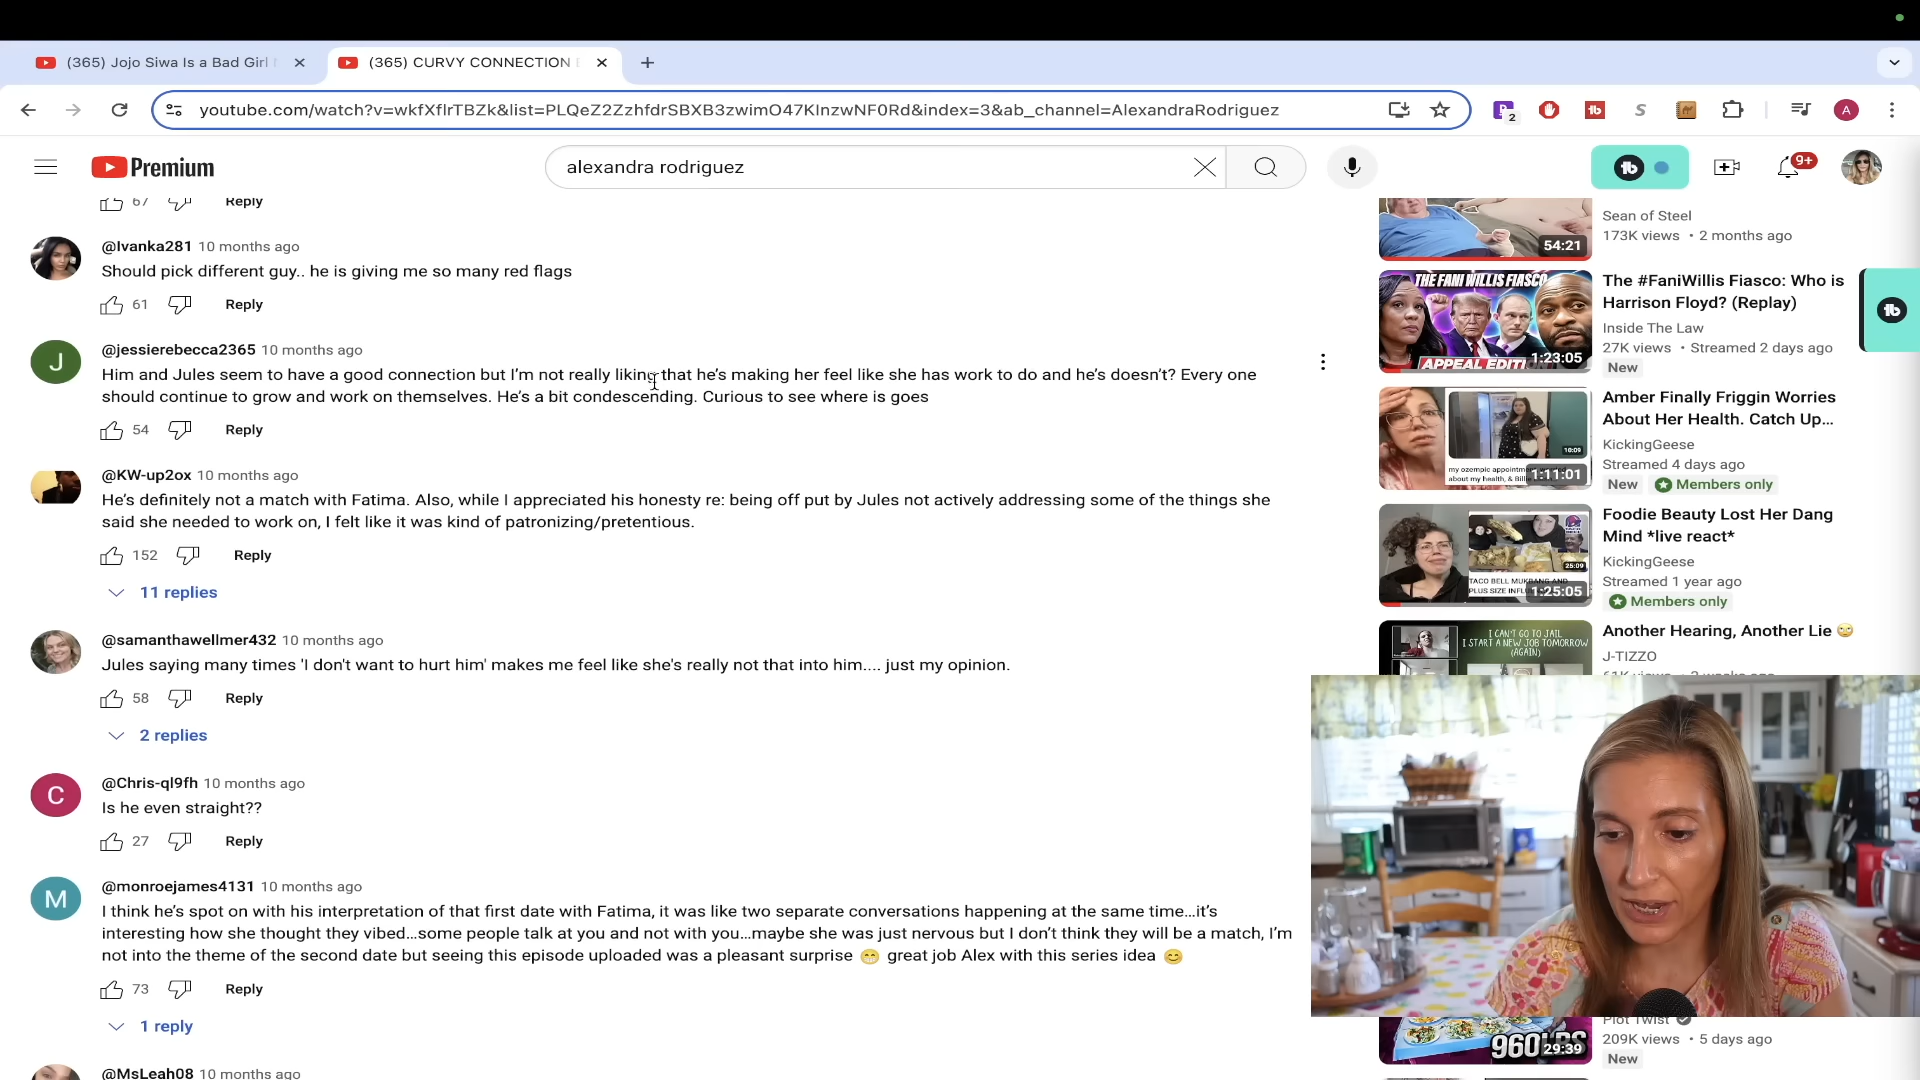 (365) Jojo Siwa Is a Bad Girl
(365) CURVY CONNECTION
youtube.com/watch?v=wkfXflrTBZk&list=PLQeZ2ZzhfdrSBXB3zwimO47KlnzwNF0Rd&index=3&ab_channel=AlexandraRodriguez
2
A
Premium
alexandra rodriguez
9+
67 Reply
@Ivanka281 10 months ago
Should pick different guy.. he is giving me so many red flags
61 Reply
J
@jessierebecca2365 10 months ago
Him and Jules seem to have a good connection but I'm not really liking that he's making her feel like she has work to do and he's doesn't? Every one
should continue to grow and work on themselves. He's a bit condescending. Curious to see where is goes
54 Reply
@KW-up2ox 10 months ago
He's definitely not a match with Fatima. Also, while I appreciated his honesty re: being off put by Jules not actively addressing some of the things she
said she needed to work on, I felt like it was kind of patronizing/pretentious.
152 Reply
11 replies
@samanthawellmer432 10 months ago
Jules saying many times 'I don't want to hurt him' makes me feel like she's really not that into him.... just my opinion.
58 Reply
2 replies
C
@Chris-ql9fh 10 months ago
Is he even straight??
27 Reply
M
@monroejames4131 10 months ago
I think he's spot on with his interpretation of that first date with Fatima, it was like two separate conversations happening at the same time...it's
interesting how she thought they vibed...some people talk at you and not with you...maybe she was just nervous but I don't think they will be a match, I'm
not into the theme of the second date but seeing this episode uploaded was a pleasant surprise 😁 great job Alex with this series idea 😊
73 Reply
1 reply
@MsLeah08 10 months ago
54:21
Sean of Steel
173K views • 2 months ago
THE FANI WILLIS FIASCO
APPEAL EDITI
1:23:05
The #FaniWillis Fiasco: Who is
Harrison Floyd? (Replay)
Inside The Law
27K views • Streamed 2 days ago
New
10:09
my ozempic appointment
about my health, & Bill
1:11:01
Amber Finally Friggin Worries
About Her Health. Catch Up...
KickingGeese
Streamed 4 days ago
New Members only
25:09
TACO BELL MUKBANG AND
PLUS SIZE INFLU
1:25:05
Foodie Beauty Lost Her Dang
Mind *live react*
KickingGeese
Streamed 1 year ago
Members only
I CAN'T GO TO JAIL
I START A NEW JOB TOMORROW
(AGAIN)
Another Hearing, Another Lie 🙄
J-TIZZO
960LBS
29:39
Plot Twist
209K views • 5 days ago
New